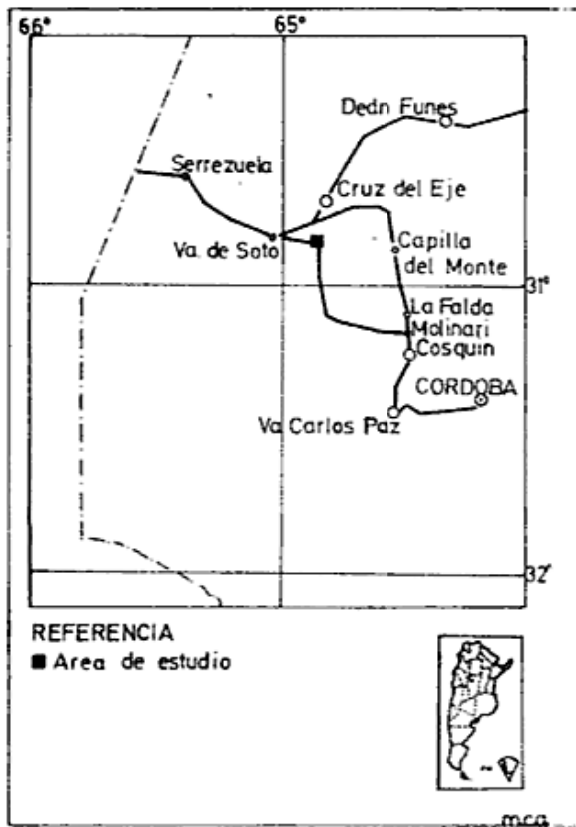 66° 65°
Deán Funes
Serrezuela
Cruz del Eje
Va. de Soto
Capilla
del Monte
31°
La Falda
Molinari
Cosquin
CORDOBA
Va Carlos Paz
32°
REFERENCIA
■ Area de estudio
mca